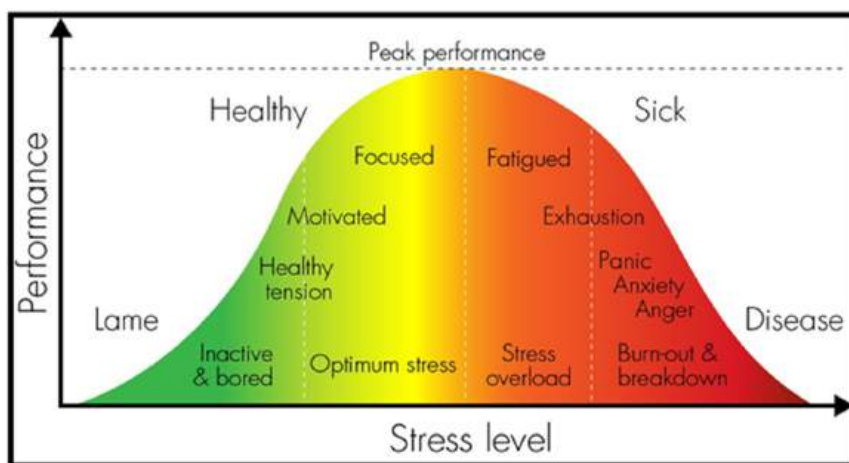 Peak performance
Healthy
Sick
Focused
Fatigued
Motivated
Exhaustion
Healthy
tension
Panic
Anxiety
Anger
Lame
Disease
Inactive
& bored
Optimum stress
Stress
overload
Burn-out &
breakdown
Performance
Stress level